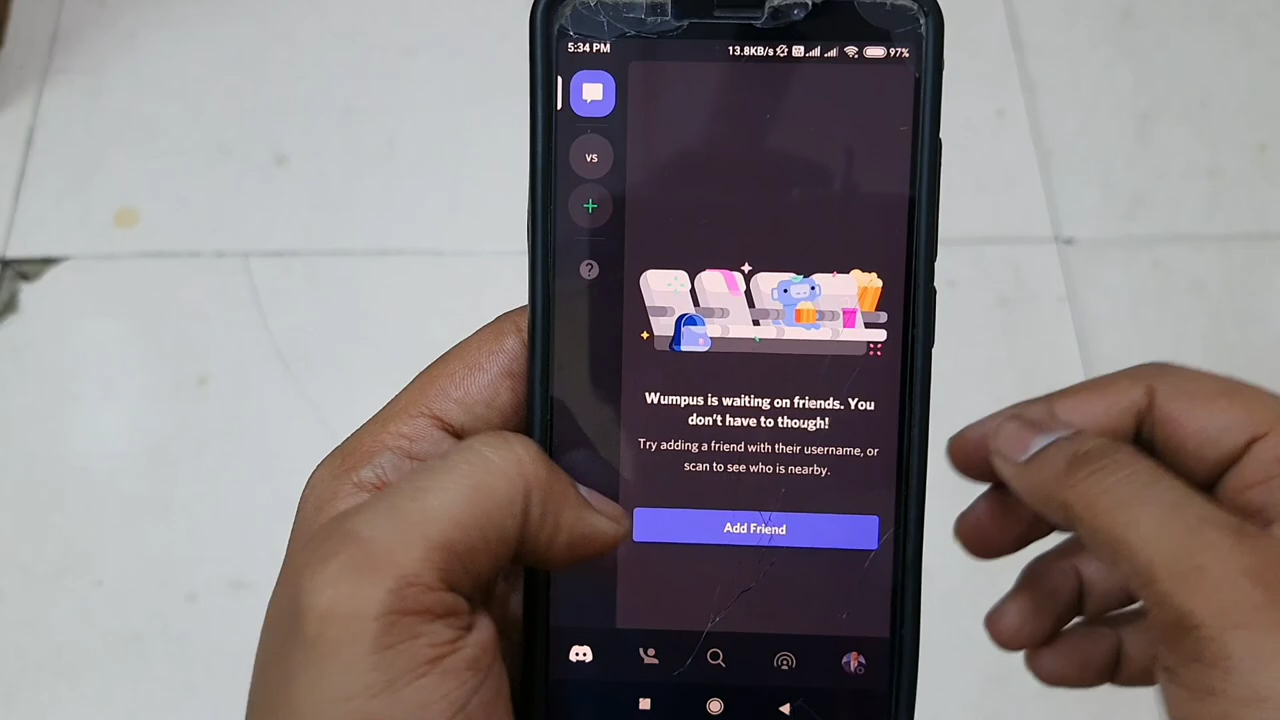 5:34 PM
13.8KB/s
97%
VS
Wumpus is waiting on friends. You
don't have to though!
Try adding a friend with their username, or
scan to see who is nearby.
Add Friend